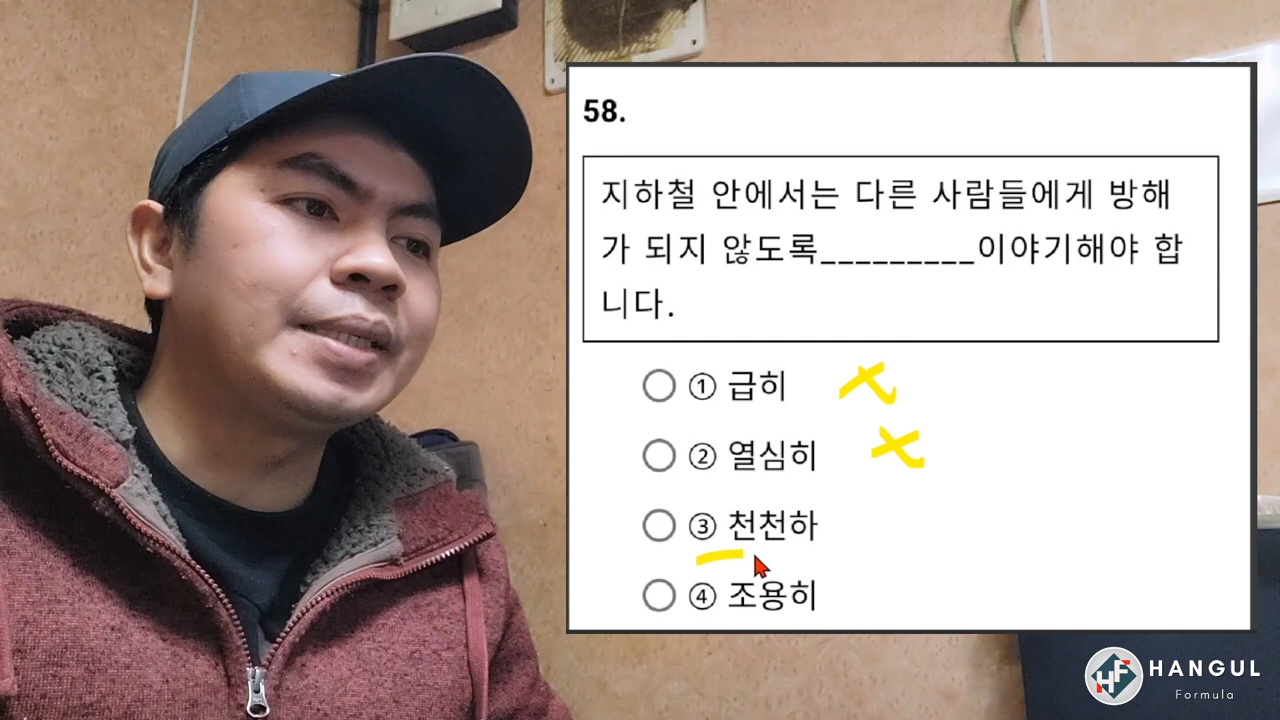 58.
지하철 안에서는 다른 사람들에게 방해
가 되지 않도록_________이야기해야 합
니다.
① 급히
② 열심히
③ 천천하
④ 조용히
HF
HANGUL
Formula